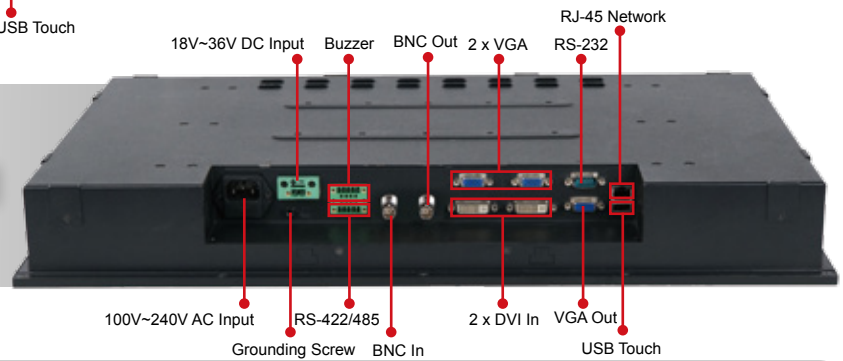 USB Touch
RJ-45 Network
18V~36V DC Input
Buzzer
BNC Out
2 x VGA
RS-232
100V~240V AC Input
RS-422/485
2 x DVI In
VGA Out
Grounding Screw
BNC In
USB Touch